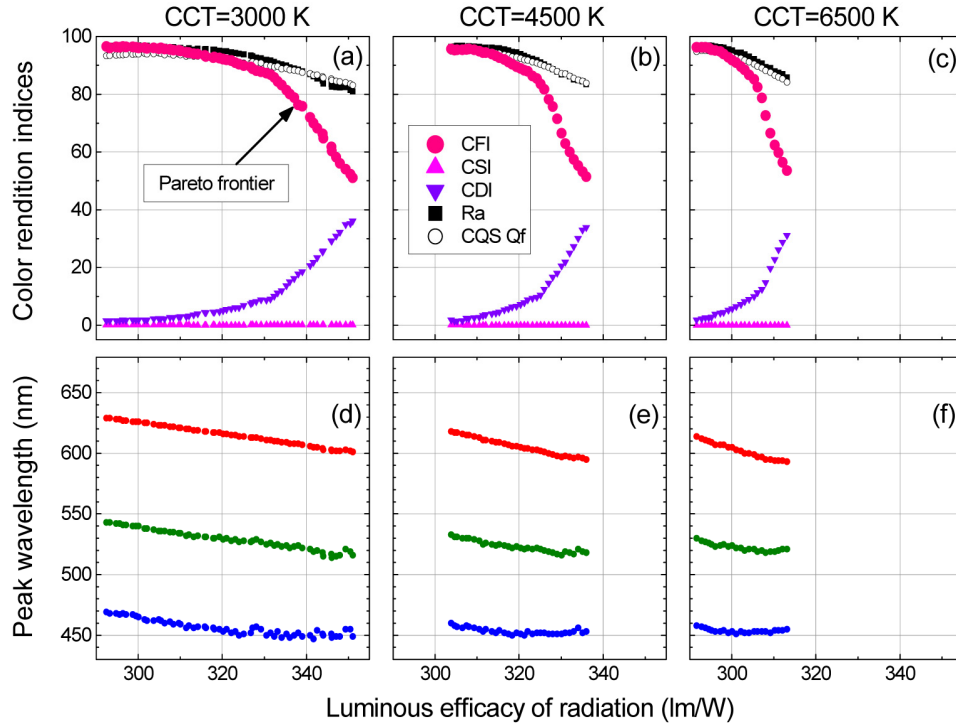 CCT=3000 K
CCT=4500 K
CCT=6500 K
Color rendition indices
100
80
60
40
20
0
(a)
Pareto frontier
(b)
CFI
CSI
CDI
Ra
CQS Qf
(c)
Peak wavelength (nm)
650
600
550
500
450
(d)
(e)
(f)
300
320
340
300
320
340
300
320
340
Luminous efficacy of radiation (lm/W)